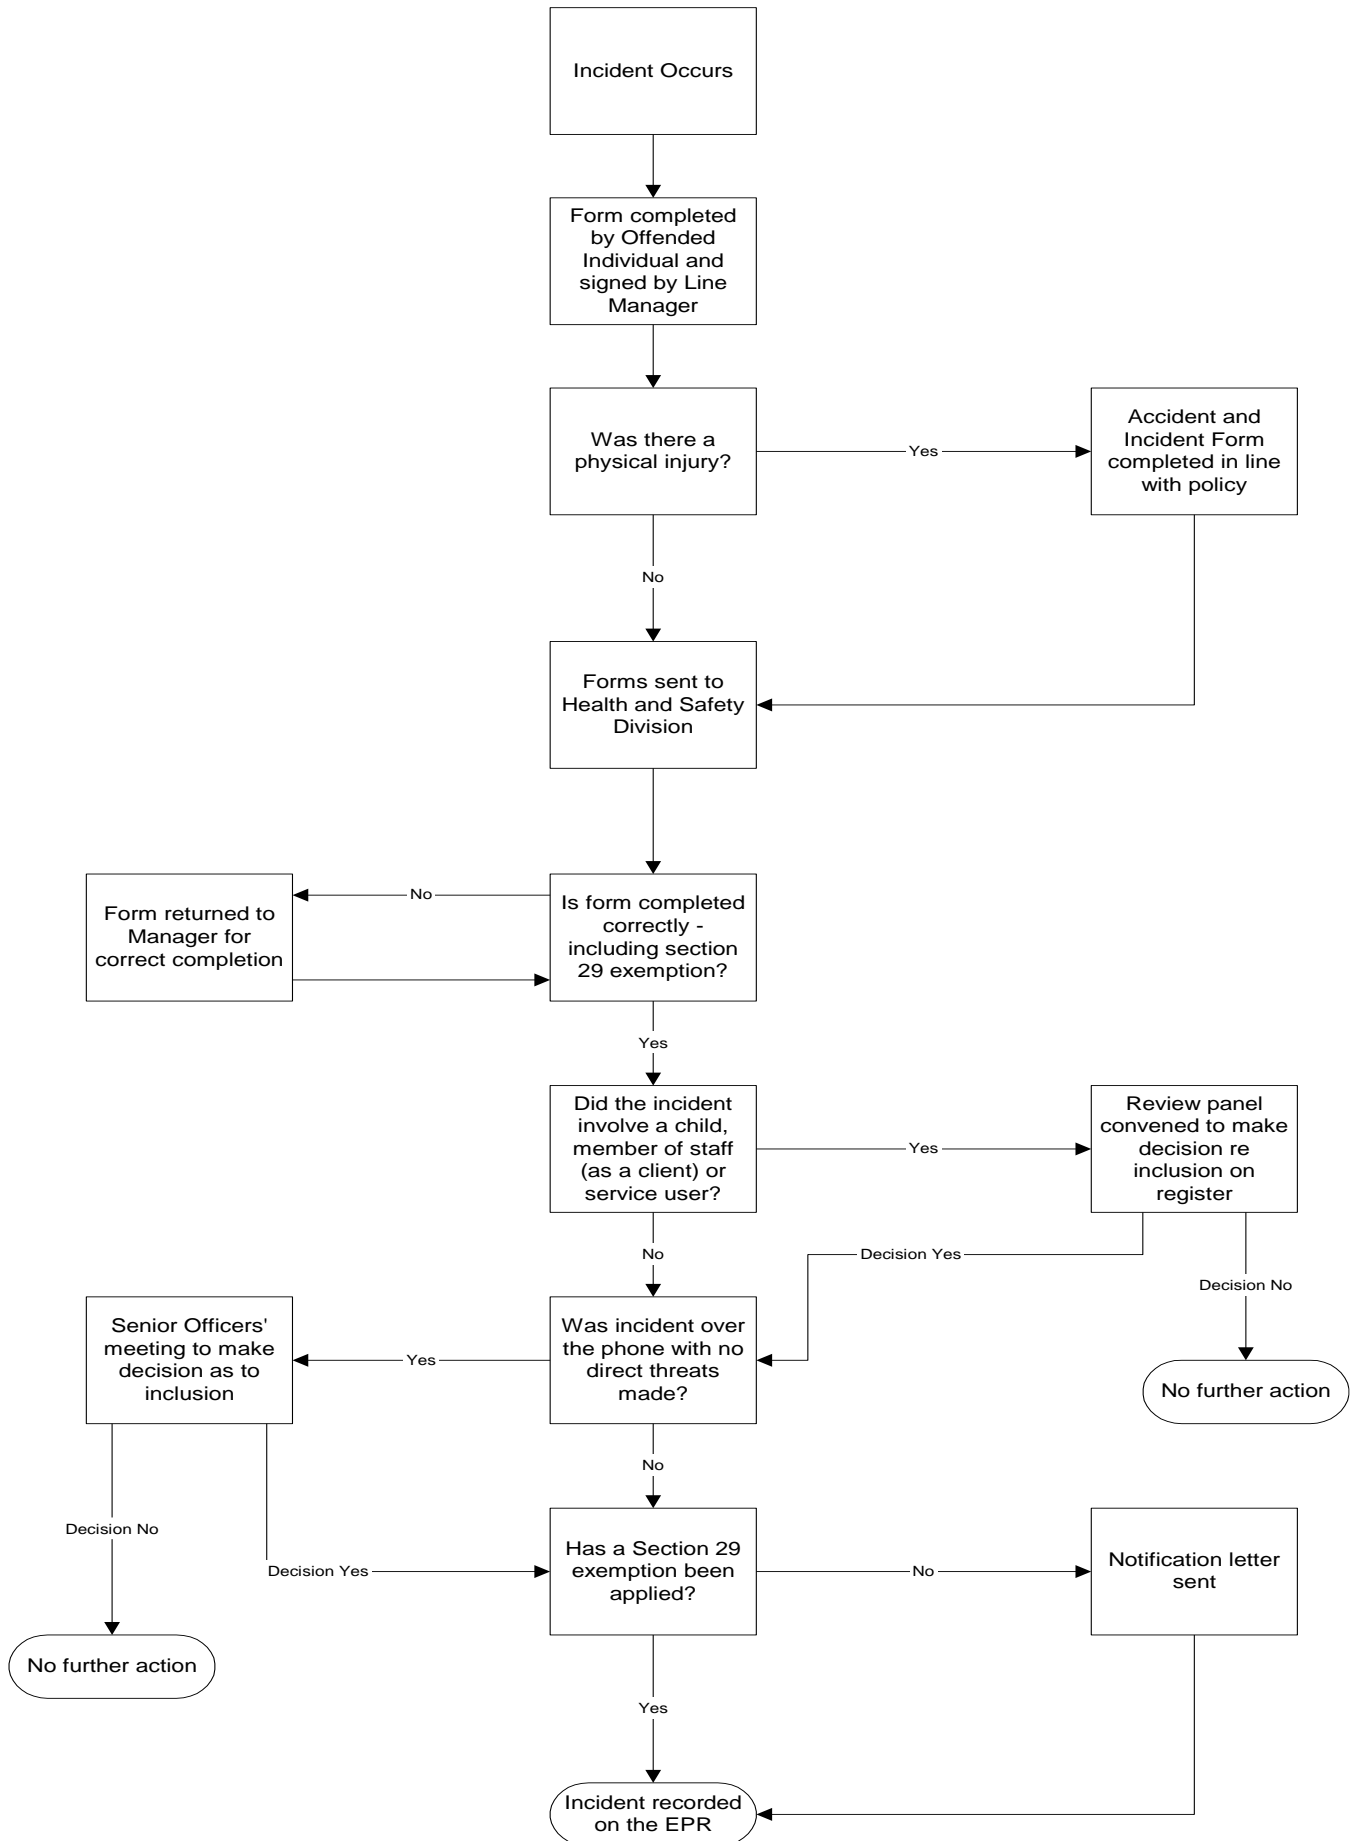 Incident Occurs
Form completed
by Offended
Individual and
signed by Line
Manager
Was there a
physical injury?
Yes
Accident and
Incident Form
completed in line
with policy
No
Forms sent to
Health and Safety
Division
Form returned to
Manager for
correct completion
No
Is form completed
correctly -
including section
29 exemption?
Yes
Did the incident
involve a child,
member of staff
(as a client) or
service user?
Yes
Review panel
convened to make
decision re
inclusion on
register
No
Decision Yes
Decision No
Senior Officers'
meeting to make
decision as to
inclusion
Yes
Was incident over
the phone with no
direct threats
made?
No further action
No
Decision No
Decision Yes
Has a Section 29
exemption been
applied?
No
Notification letter
sent
No further action
Yes
Incident recorded
on the EPR